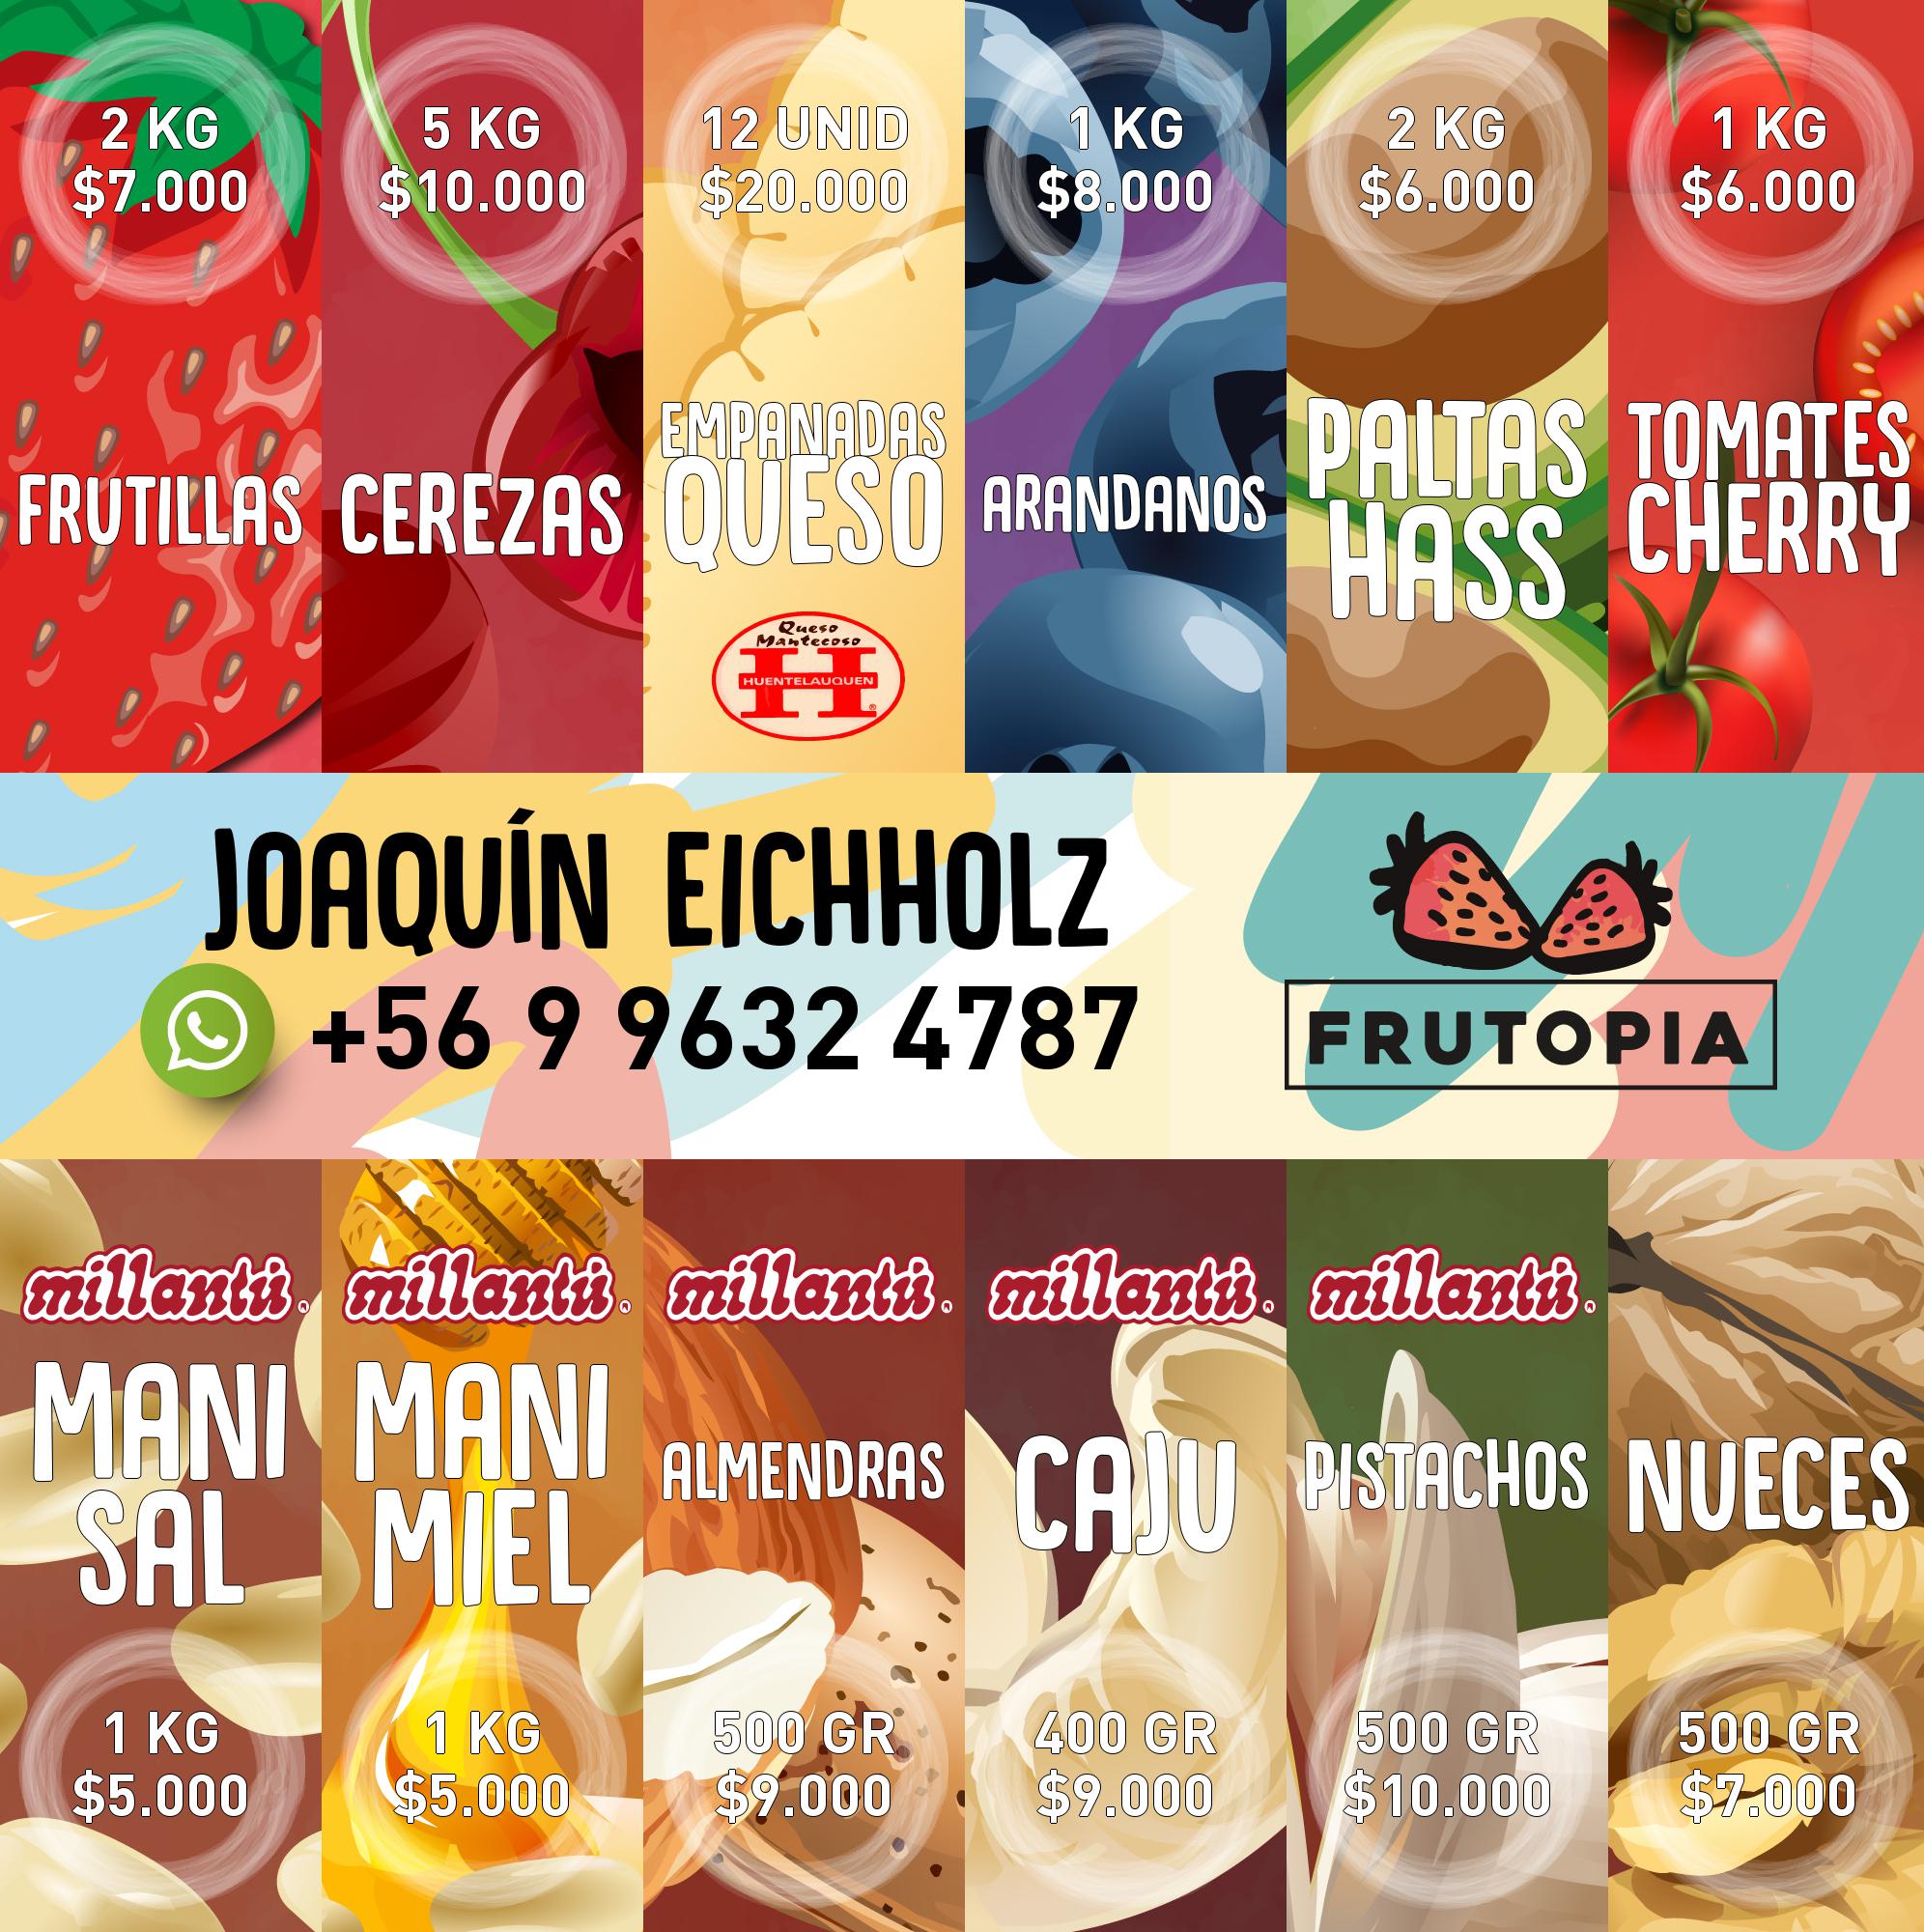 2 KG
$7.000
FRUTILLAS
5 KG
$10.000
CEREZAS
12 UNID
$20.000
EMPANADAS
QUESO
Queso
Mantecoso
H
HUENTELAUQUEN
®
1 KG
$8.000
ARANDANOS
2 KG
$6.000
PALTAS
HASS
1 KG
$6.000
TOMATES
CHERRY
JOAQUÍN EICHHOLZ
+56 9 9632 4787
FRUTOPIA
millantú
MANI
SAL
1 KG
$5.000
millantú
MANI
MIEL
1 KG
$5.000
millantú
ALMENDRAS
500 GR
$9.000
millantú
CAJU
400 GR
$9.000
millantú
PISTACHOS
500 GR
$10.000
NUECES
500 GR
$7.000